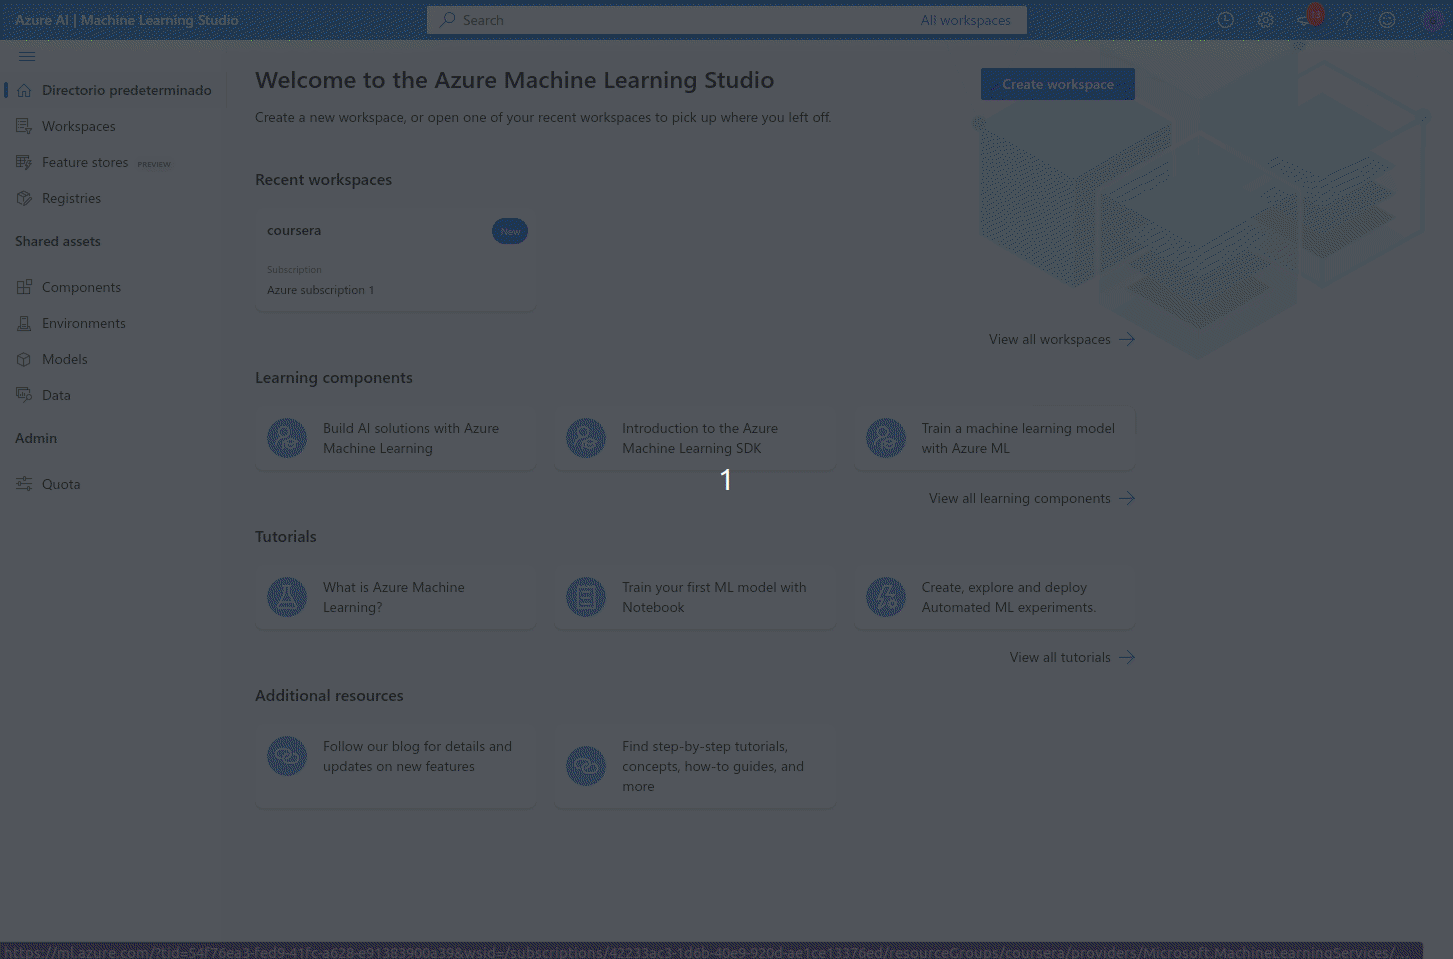 Azure AI | Machine Learning Studio
Search
All workspaces
13
Directorio predeterminado
Workspaces
Feature stores PREVIEW
Registries
Shared assets
Components
Environments
Models
Data
Admin
Quota
Welcome to the Azure Machine Learning Studio
Create workspace
Create a new workspace, or open one of your recent workspaces to pick up where you left off.
Recent workspaces
coursera
New
Subscription
Azure subscription 1
View all workspaces
Learning components
Build AI solutions with Azure
Machine Learning
Introduction to the Azure
Machine Learning SDK
Train a machine learning model
with Azure ML
1
View all learning components
Tutorials
What is Azure Machine
Learning?
Train your first ML model with
Notebook
Create, explore and deploy
Automated ML experiments.
View all tutorials
Additional resources
Follow our blog for details and
updates on new features
Find step-by-step tutorials,
concepts, how-to guides, and
more